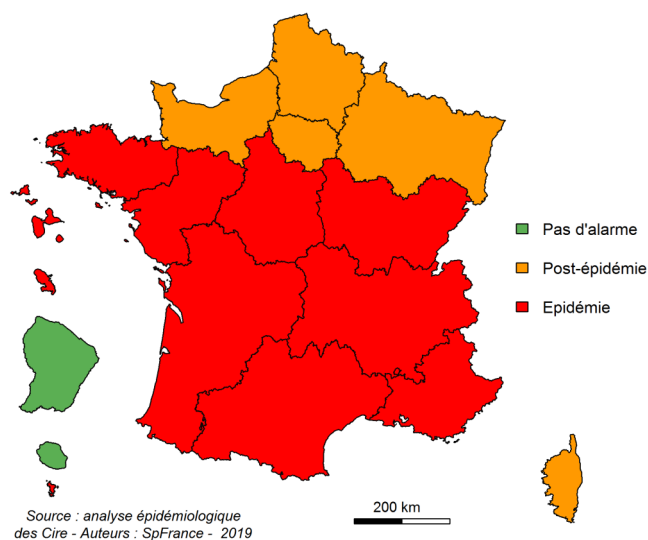 Pas d'alarme
Post-épidémie
Epidémie
200 km
Source : analyse épidémiologique
des Cire - Auteurs : SpFrance - 2019